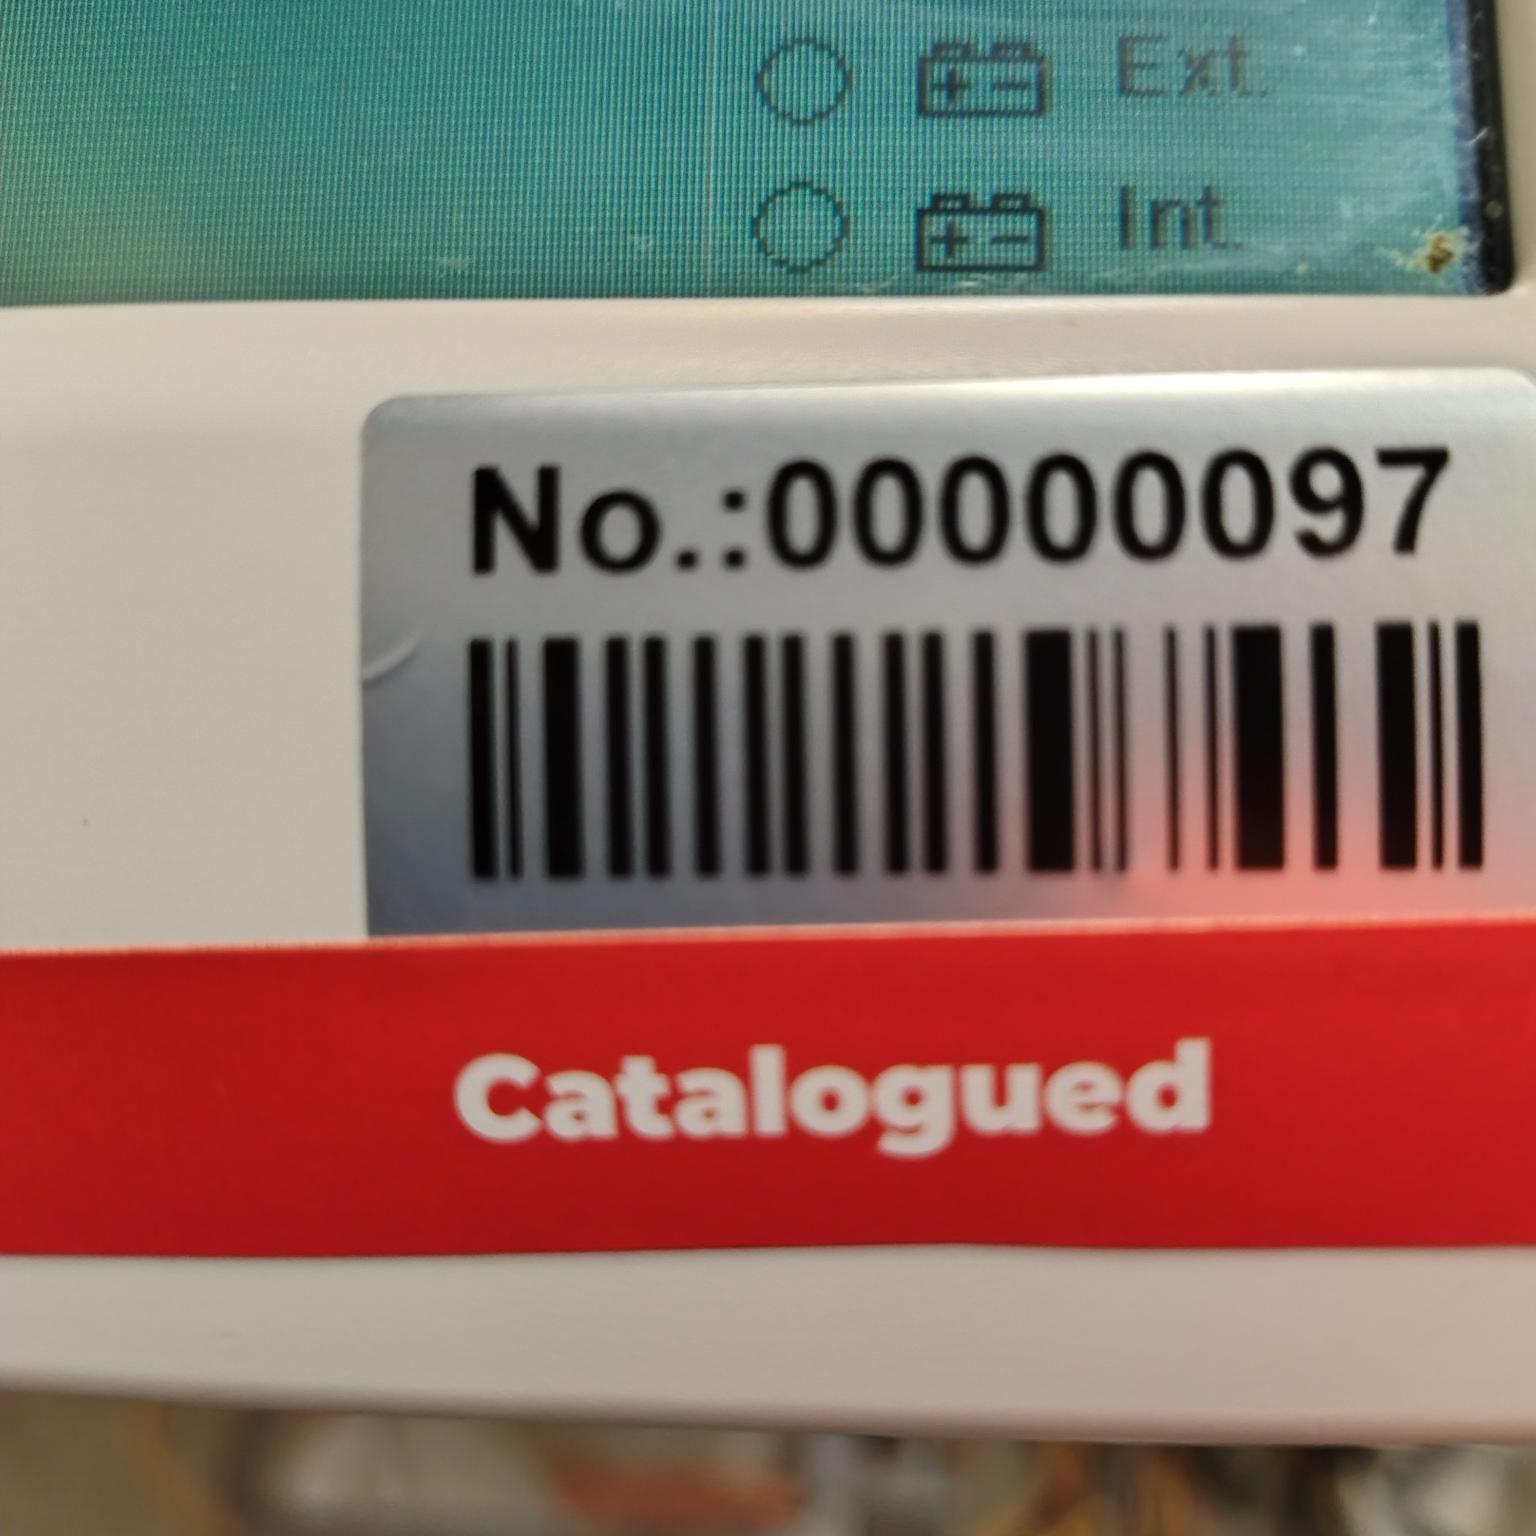 Ext.
Int.
No.:00000097
Catalogued